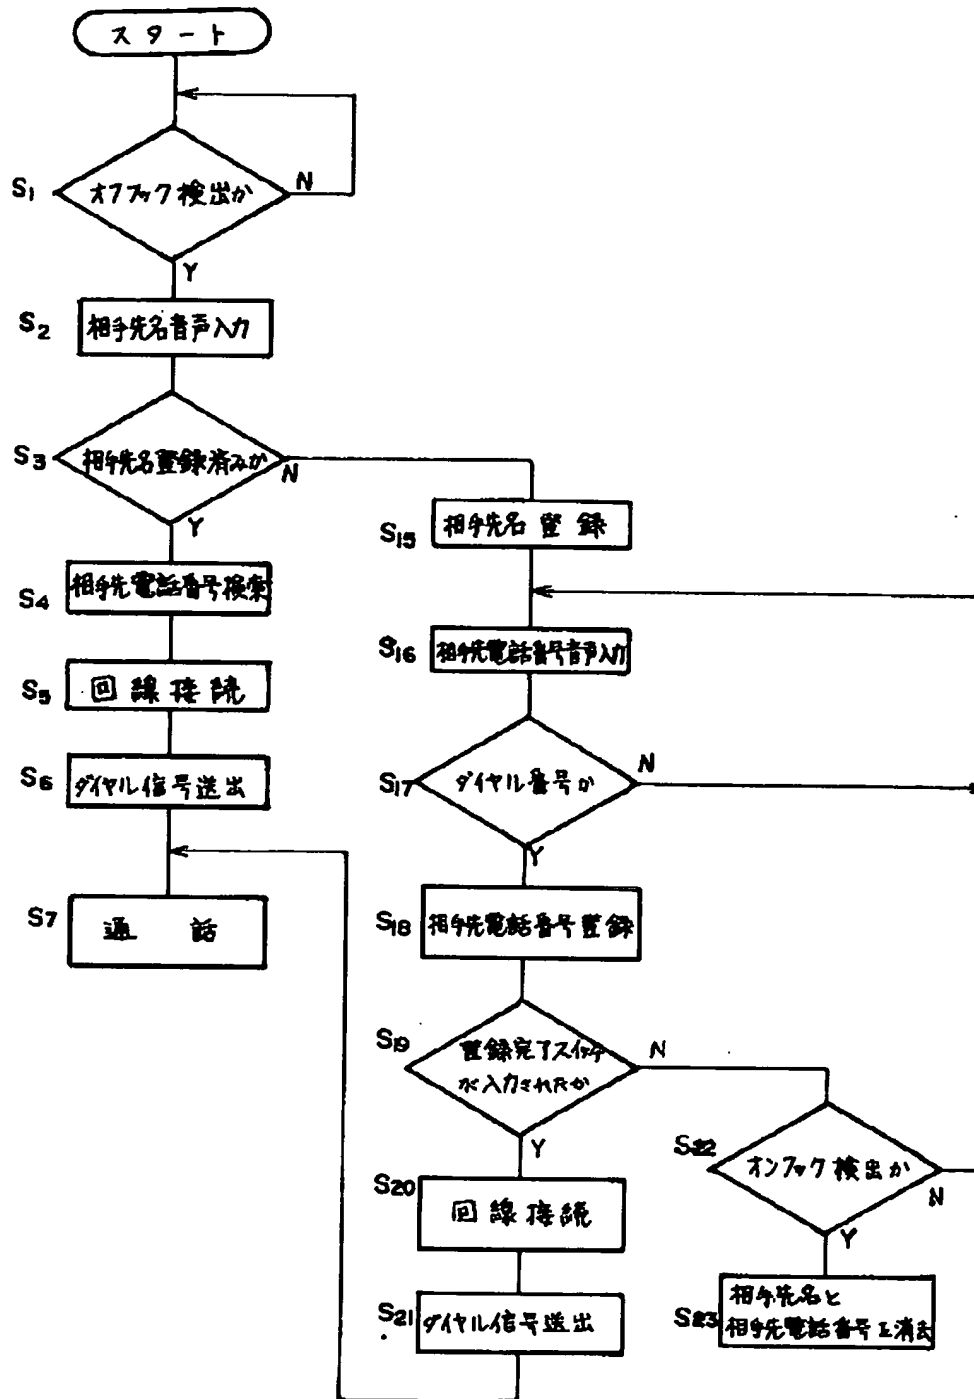 スタート
S1
オフフック検出か
N
Y
S2
相手先名音声入力
S3
相手先名登録済みか
N
Y
S4
相手先電話番号検索
S5
回線接続
S6
ダイヤル信号送出
S7
通話
S15
相手先名登録
S16
相手先電話番号音声入力
S17
ダイヤル番号か
N
Y
S18
相手先電話番号登録
S19
登録完了スイッチ
が入力されたか
N
Y
S20
回線接続
S21
ダイヤル信号送出
S22
オンフック検出か
N
Y
S23
相手先名と
相手先電話番号を消去